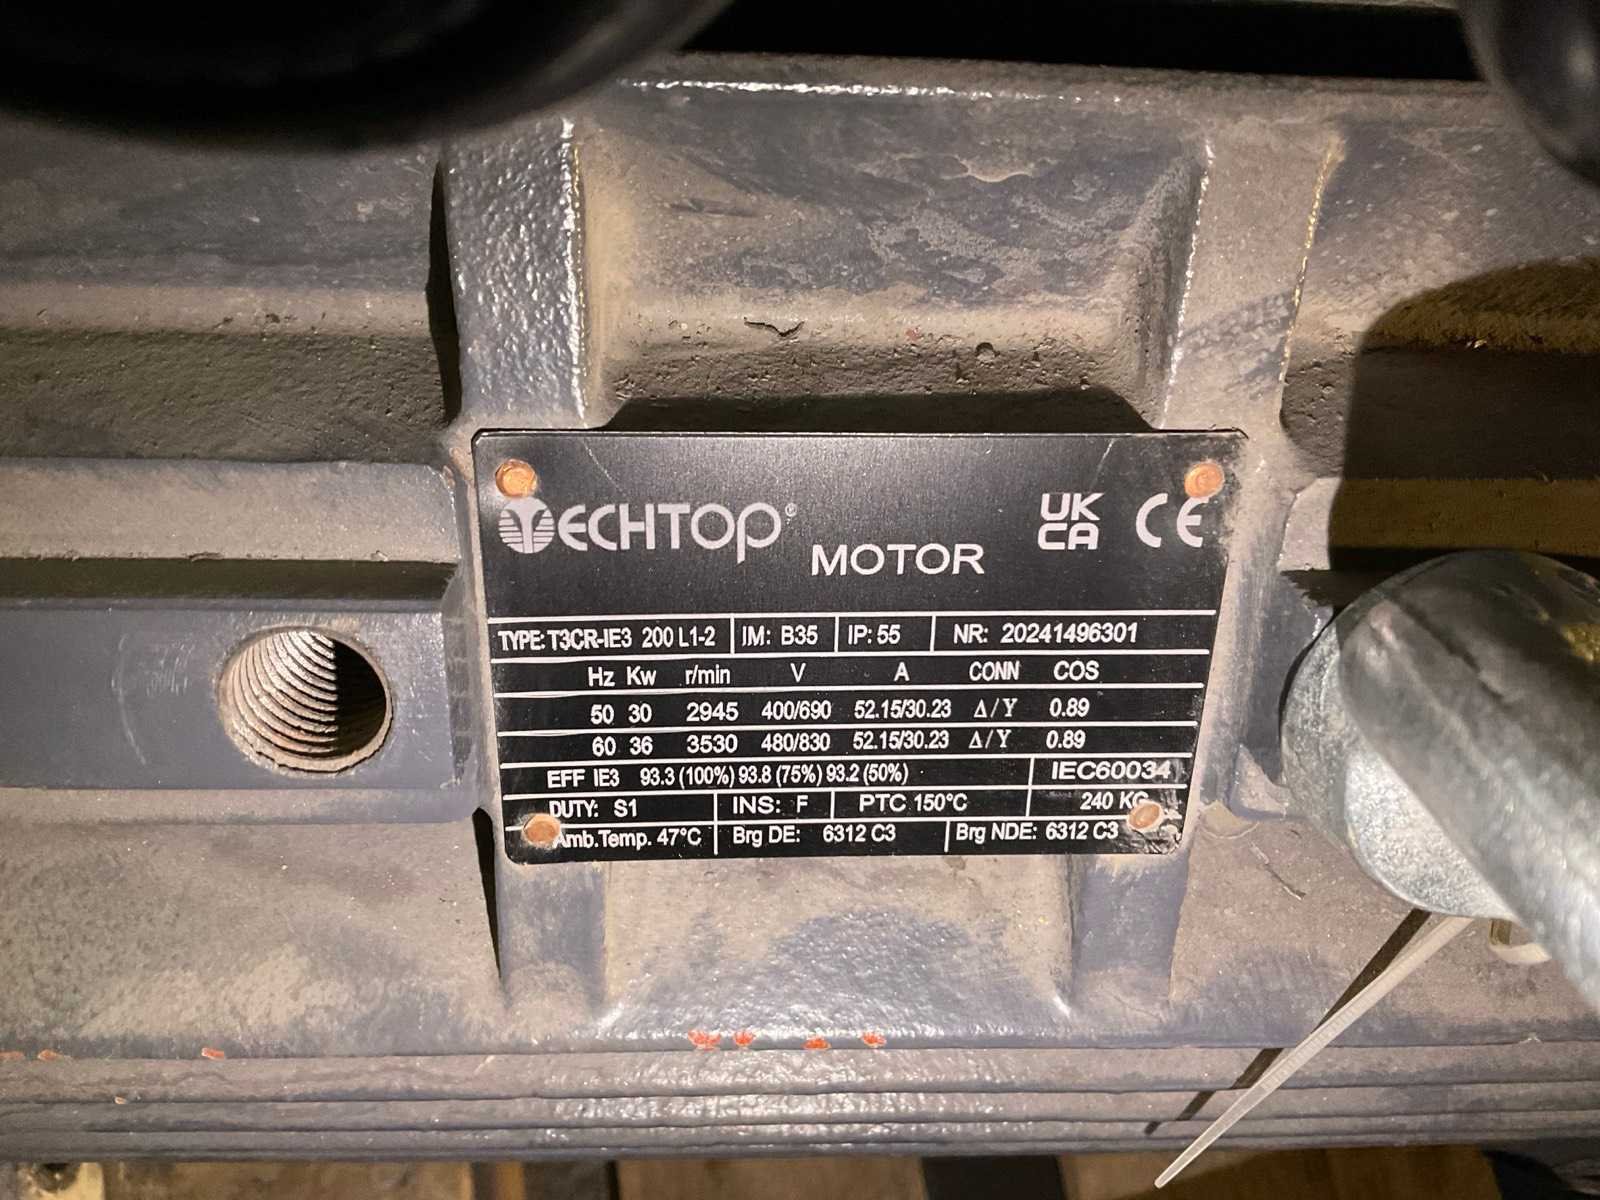 TECHTOP®
MOTOR
UK
CA CE
TYPE: T3CR-IE3 200 L1-2 IM: B35 IP: 55 NR: 20241496301
Hz Kw r/min V A CONN COS
50 30 2945 400/690 52.15/30.23 Δ/Y 0.89
60 36 3530 480/830 52.15/30.23 Δ/Y 0.89
EFF IE3 93.3 (100%) 93.8 (75%) 93.2 (50%) IEC60034
DUTY: S1 INS: F PTC 150°C 240 KG
Amb.Temp. 47°C Brg DE: 6312 C3 Brg NDE: 6312 C3